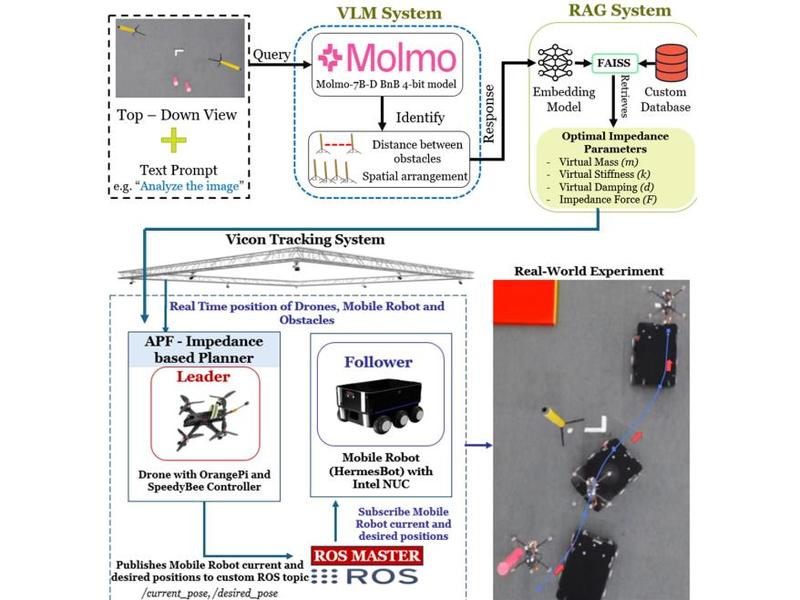 VLM System
RAG System
Query
Molmo
Molmo-7B-D BnB 4-bit model
Identify
Distance between
obstacles
Spatial arrangement
Top – Down View
Text Prompt
e.g. “Analyze the image”
Response
FAISS
Embedding
Model
Retrieves
Custom
Database
Optimal Impedance
Parameters
- Virtual Mass (m)
- Virtual Stiffness (k)
- Virtual Damping (d)
- Impedance Force (F)
Vicon Tracking System
Real Time position of Drones, Mobile Robot and
Obstacles
APF - Impedance
based Planner
Leader
Drone with OrangePi and
SpeedyBee Controller
Follower
Mobile Robot
(HermesBot) with
Intel NUC
Subscribe Mobile
Robot current and
desired positions
Publishes Mobile Robot current and
desired positions to custom ROS topic
/current_pose, /desired_pose
ROS MASTER
ROS
Real-World Experiment